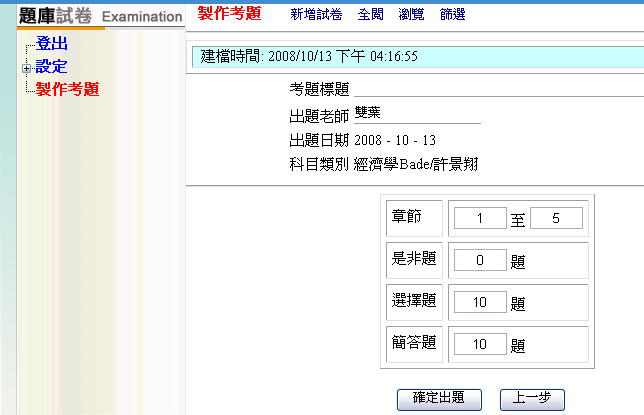 題庫試卷 Examination
登出
設定
製作考題
製作考題 新增試卷 全閱 瀏覽 篩選
建檔時間: 2008/10/13 下午 04:16:55
考題標題
出題老師 雙葉
出題日期 2008 - 10 - 13
科目類別 經濟學Bade/許景翔
章節 1 至 5
是非題 0 題
選擇題 10 題
簡答題 10 題
確定出題 上一步